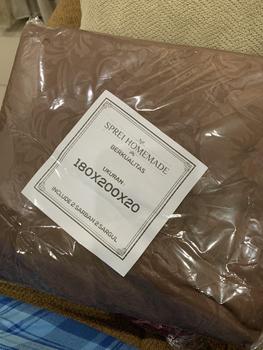 SPREI HOMEMADE
BERKUALITAS
UKURAN
180X200X20
INCLUDE 2 SARBAN 2 SARGUL